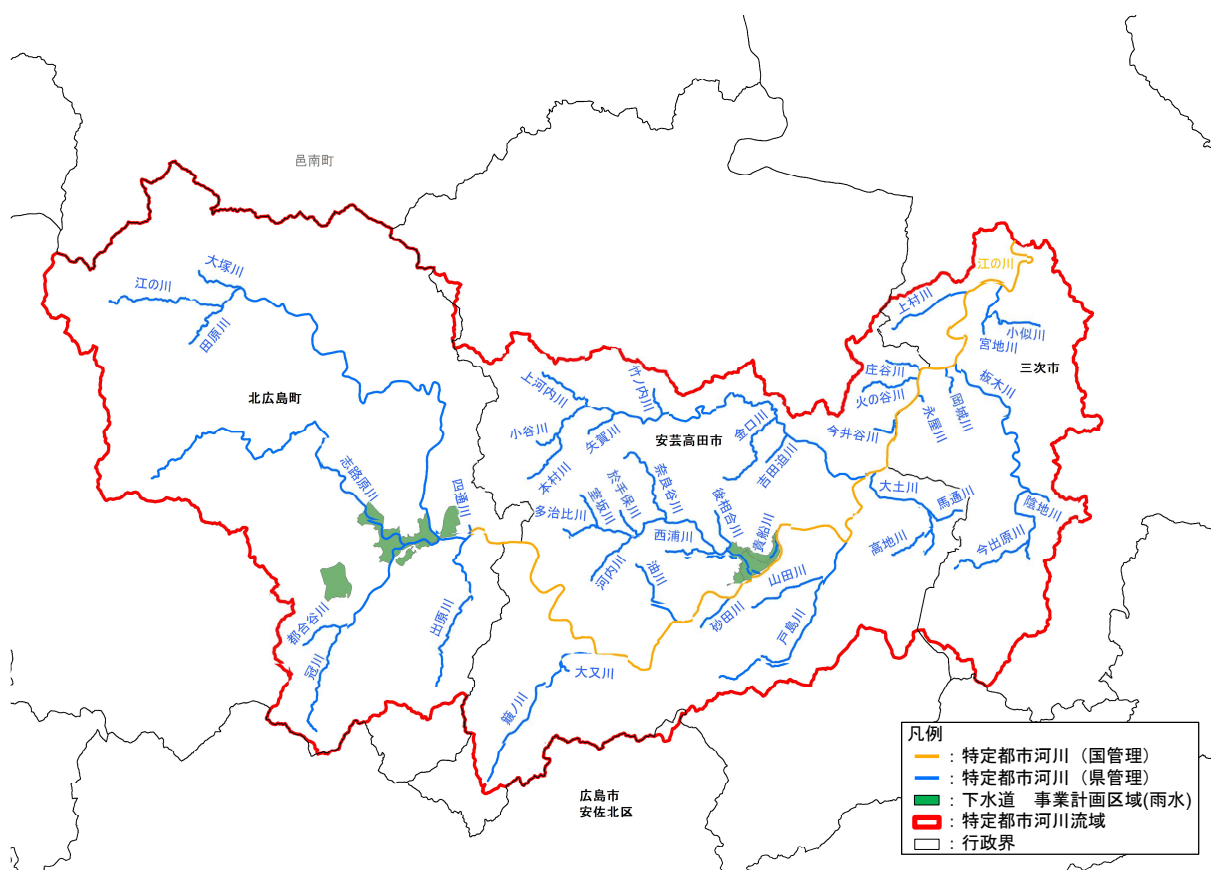 邑南町
江の川
大塚川
江の川
上村川
田原川
小似川
宮地川
三次市
庄谷川
板木川
竹ノ内川
上河内川
火の谷川
岡城川
北広島町
永屋川
金口川
小谷川
矢賀川
安芸高田市
今井谷川
吉田迫川
本村川
奈良谷川
志路原川
四通川
於手保川
大土川
馬通川
後相合川
陰地川
多治比川
西浦川
貴船川
高地川
今出原川
河内川
油川
山田川
都合谷川
出原川
砂田川
戸島川
冠川
大又川
簸ノ川
広島市
安佐北区
凡例
：特定都市河川（国管理）
：特定都市河川（県管理）
：下水道　事業計画区域(雨水)
：特定都市河川流域
：行政界